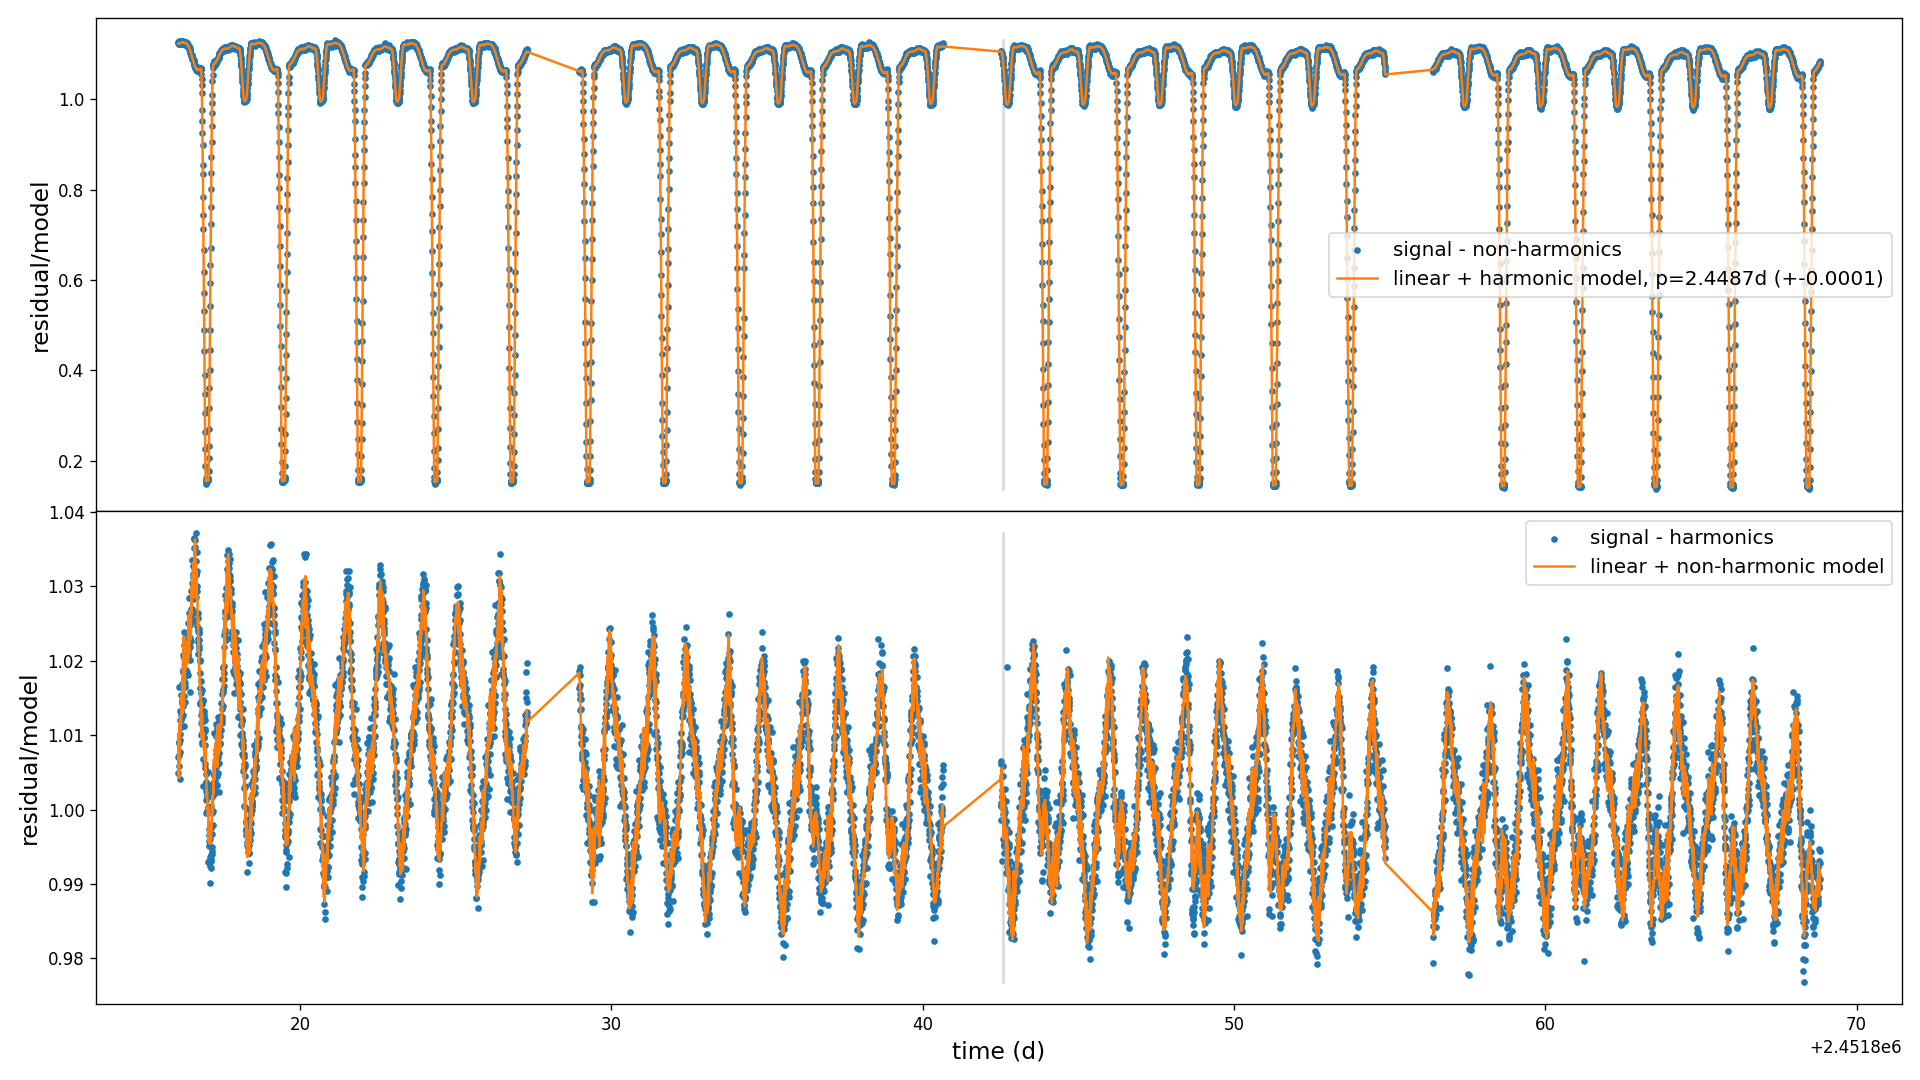 1.0
0.8
0.6
0.4
0.2
residual/model
signal - non-harmonics
linear + harmonic model, p=2.4487d (+-0.0001)
1.04
1.03
1.02
1.01
1.00
0.99
0.98
residual/model
signal - harmonics
linear + non-harmonic model
20 30 40 50 60 70
time (d)
+2.4518e6